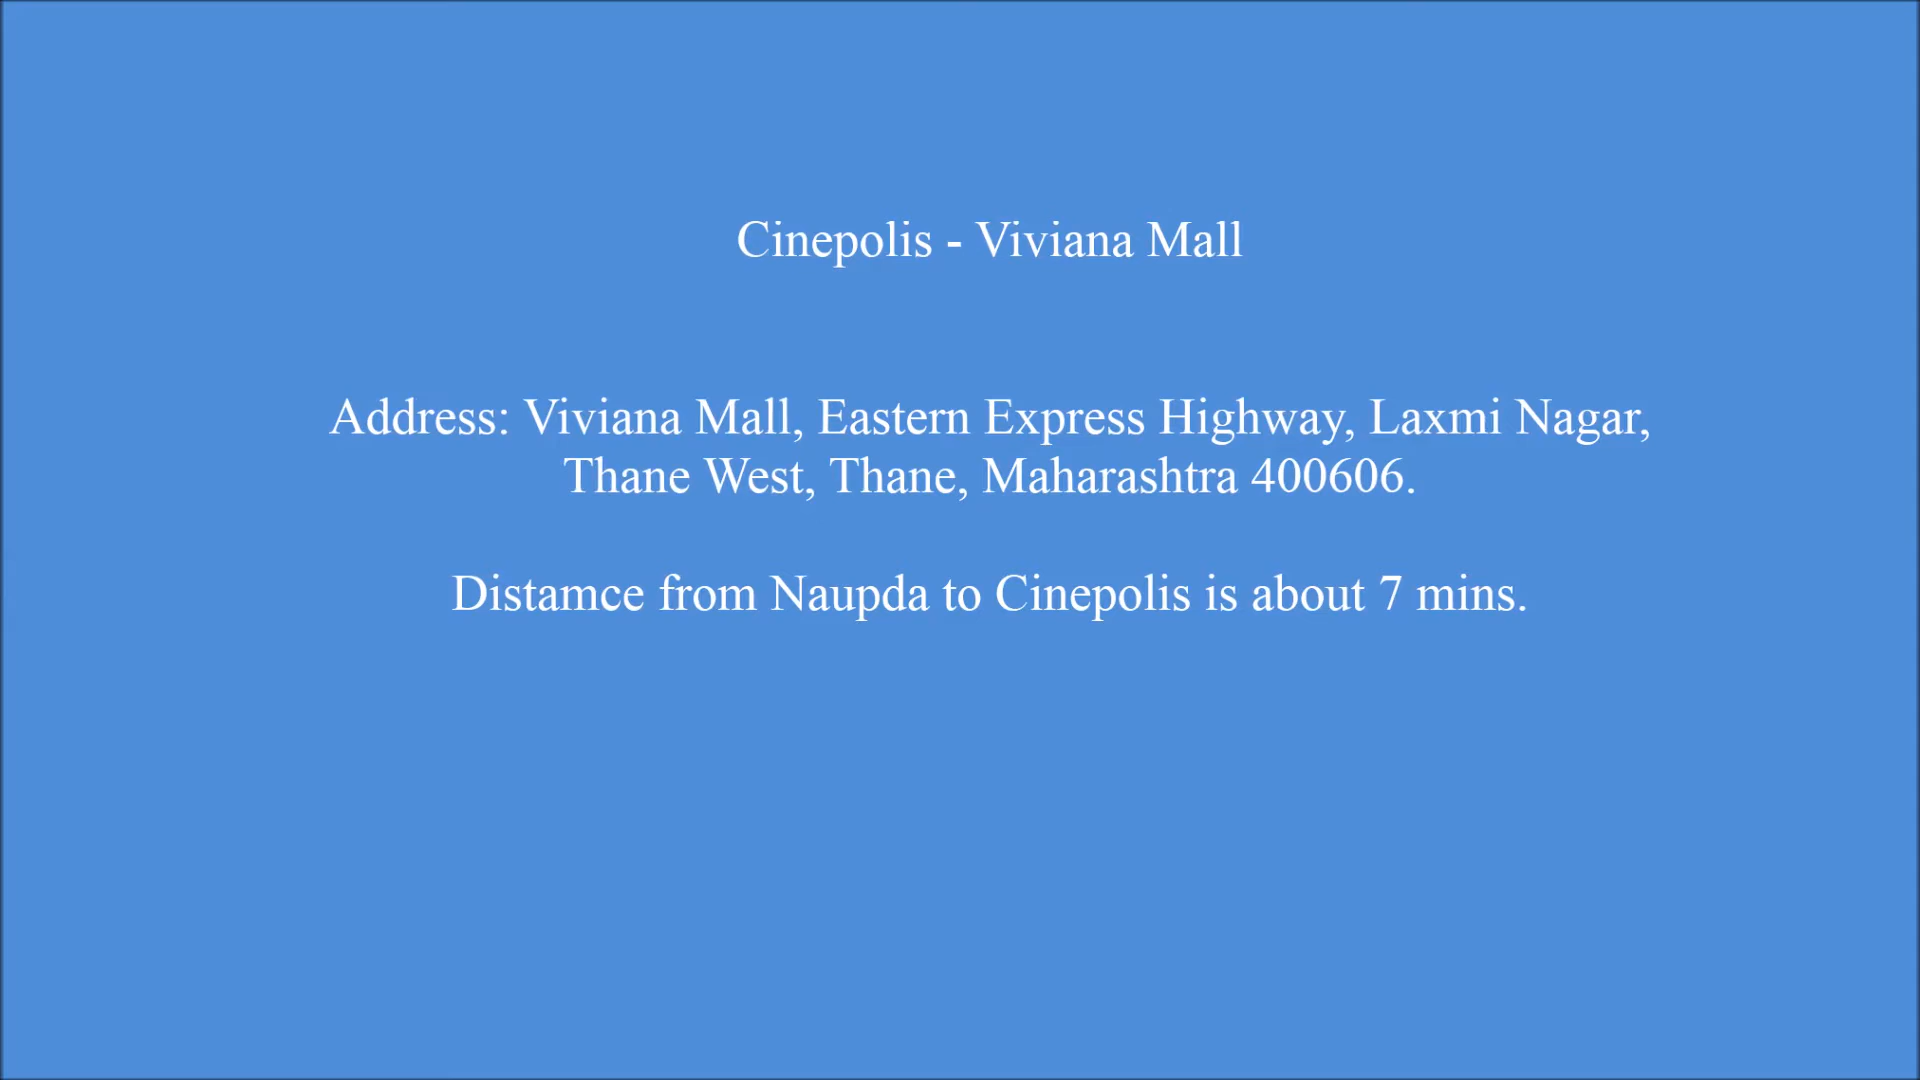 Cinepolis - Viviana Mall
Address: Viviana Mall, Eastern Express Highway, Laxmi Nagar,
Thane West, Thane, Maharashtra 400606.
Distamce from Naupda to Cinepolis is about 7 mins.